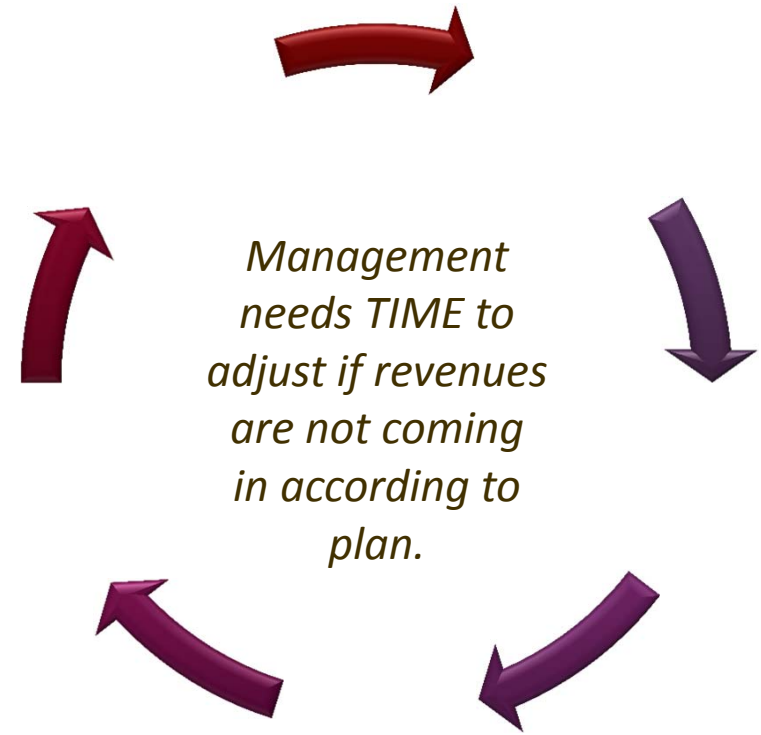 Management
needs TIME to
adjust if revenues
are not coming
in according to
plan.